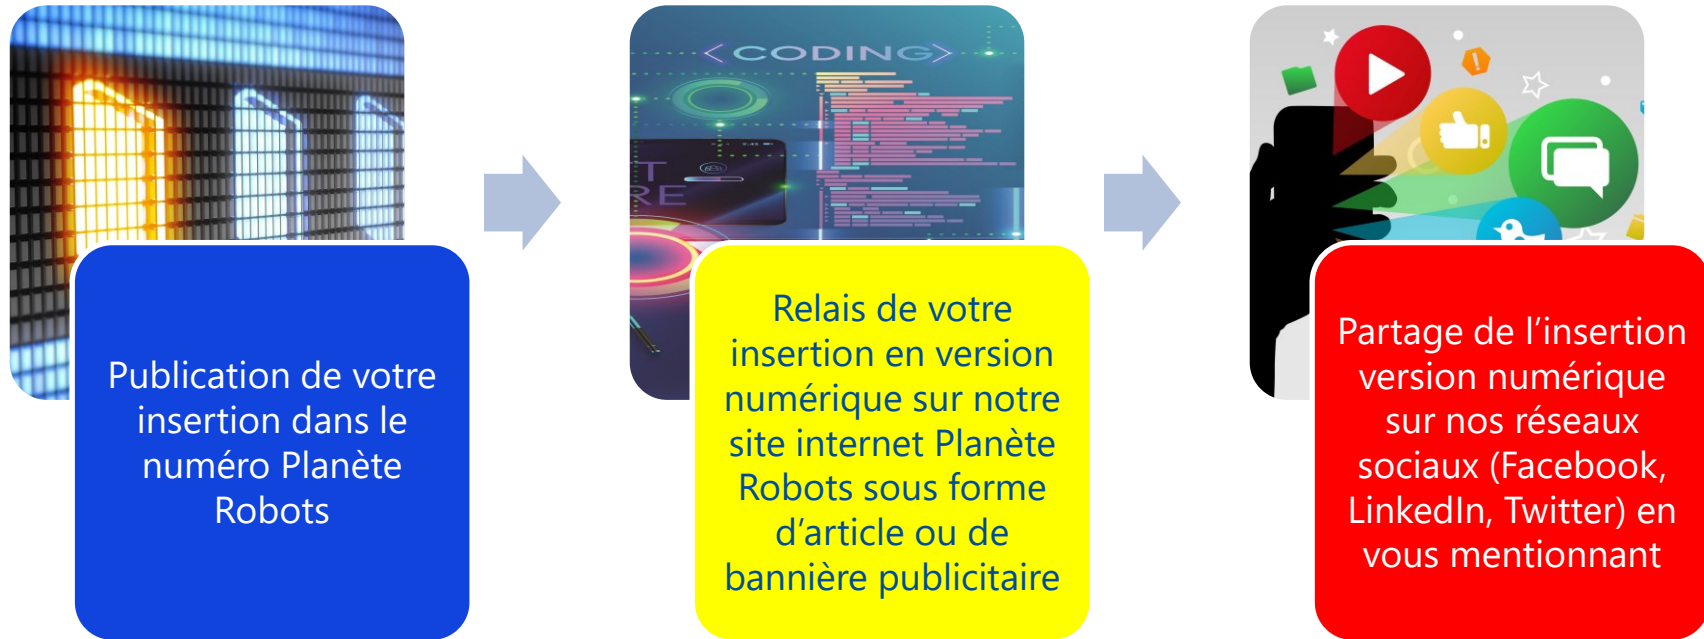 <CODING>
T
RE
Publication de votre
insertion dans le
numéro Planète
Robots
Relais de votre
insertion en version
numérique sur notre
site internet Planète
Robots sous forme
d’article ou de
bannière publicitaire
Partage de l’insertion
version numérique
sur nos réseaux
sociaux (Facebook,
LinkedIn, Twitter) en
vous mentionnant